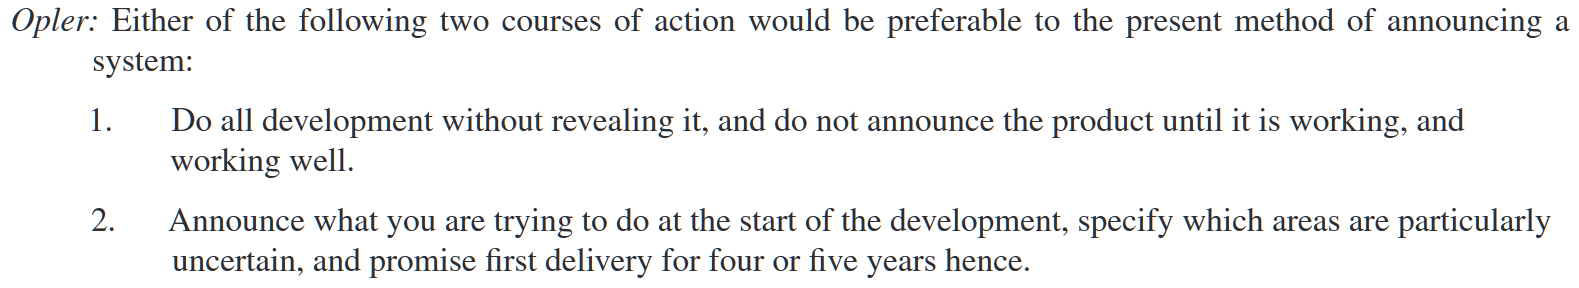 Opler: Either of the following two courses of action would be preferable to the present method of announcing a
system:
1. Do all development without revealing it, and do not announce the product until it is working, and
working well.
2. Announce what you are trying to do at the start of the development, specify which areas are particularly
uncertain, and promise first delivery for four or five years hence.